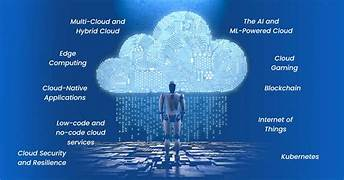 Multi-Cloud and
Hybrid Cloud
The AI and
ML-Powered Cloud
Edge
Computing
Cloud
Gaming
Cloud-Native
Applications
Blockchain
Low-code and
no-code cloud
services
Internet of
Things
Cloud Security
and Resilience
Kubernetes